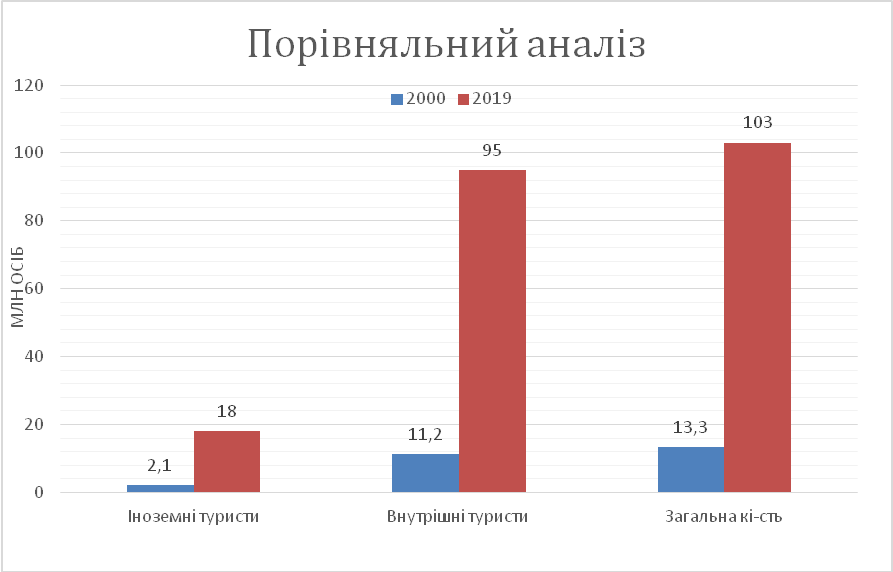 Порівняльний аналіз
2000 2019
МЛН ОСІБ
120
100
80
60
40
20
0
2,1
18
11,2
95
13,3
103
Іноземні туристи
Внутрішні туристи
Загальна кі-сть